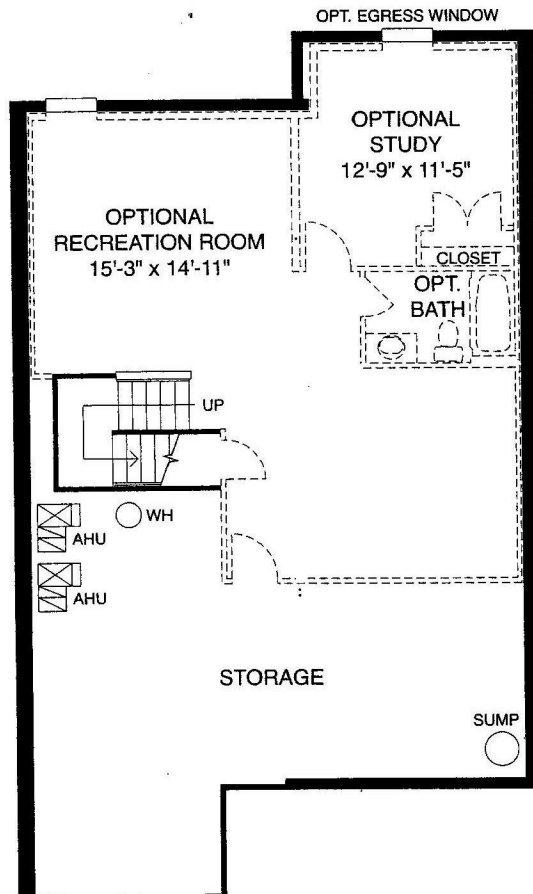 OPT. EGRESS WINDOW
OPTIONAL
STUDY
12'-9" x 11'-5"
OPTIONAL
RECREATION ROOM
15'-3" x 14'-11"
CLOSET
OPT.
BATH
UP
WH
AHU
AHU
STORAGE
SUMP